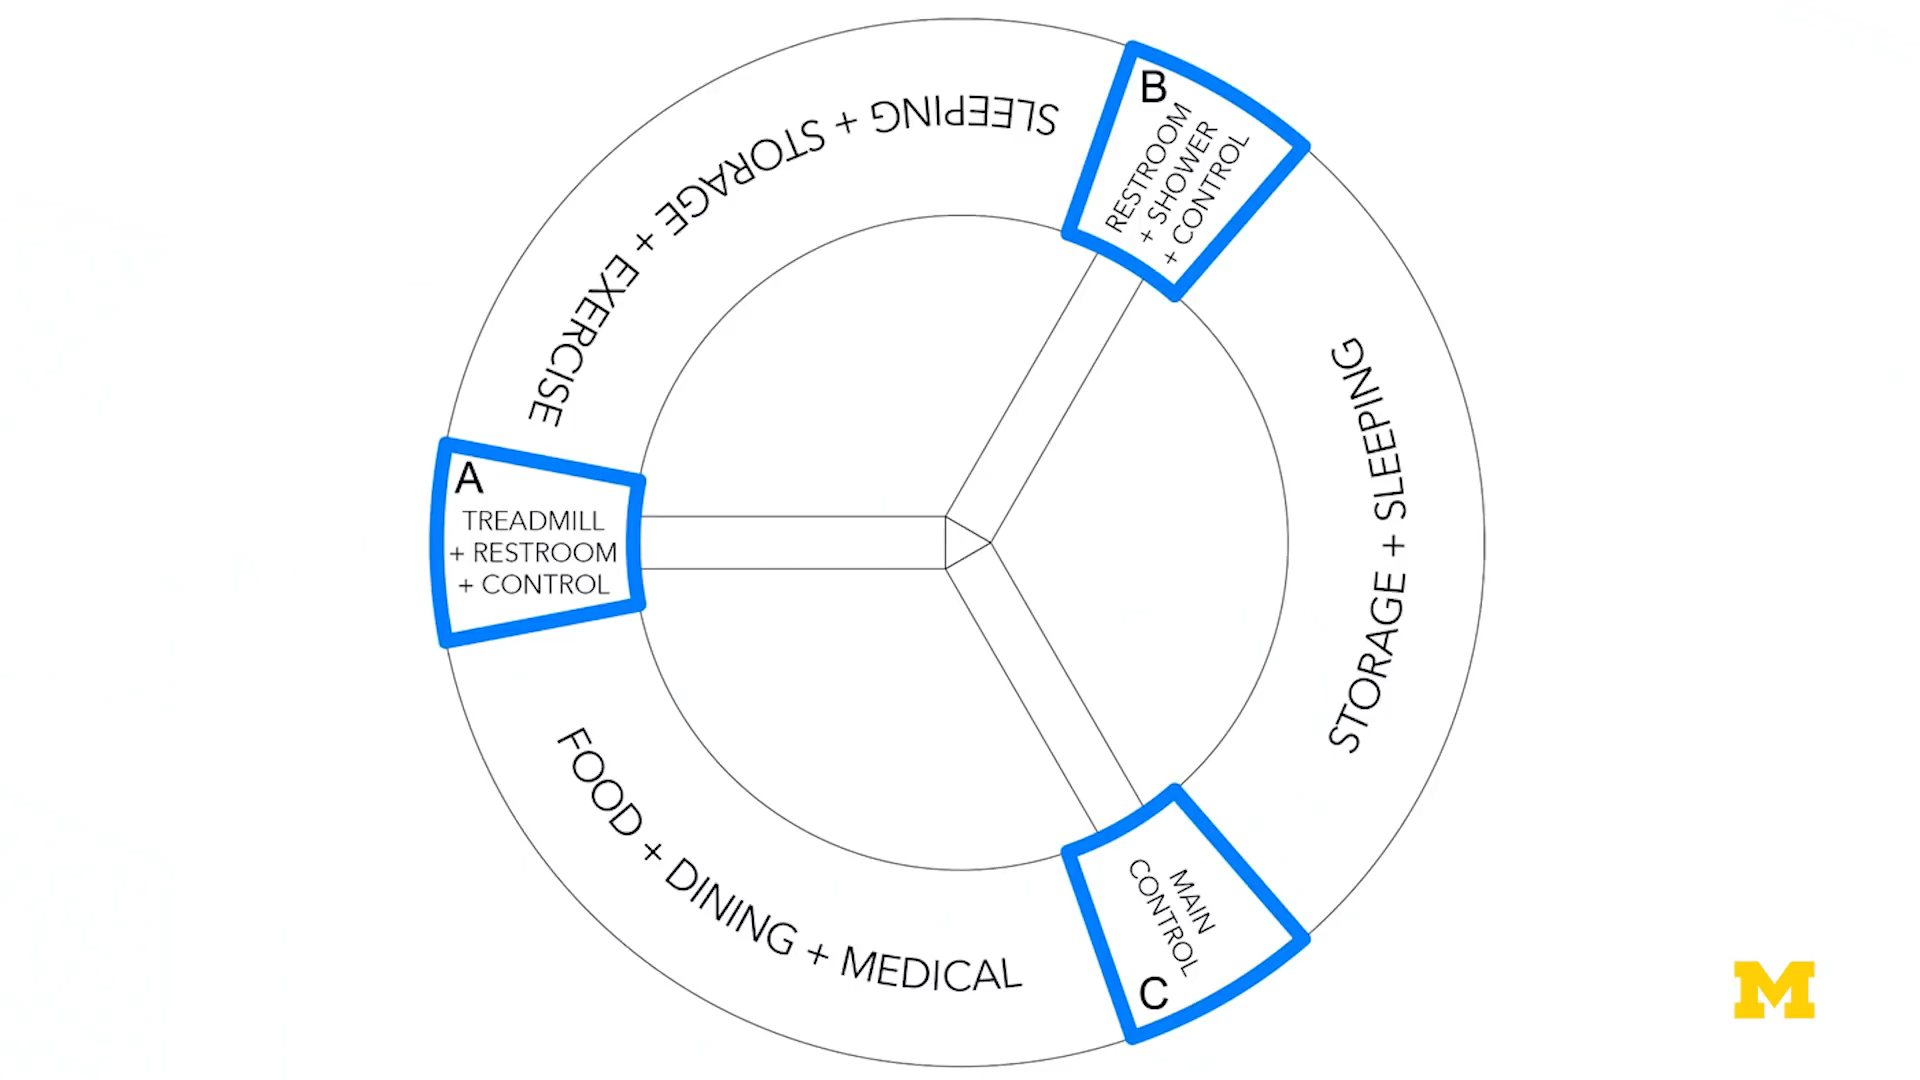 SLEEPING + STORAGE + EXERCISE
B
RESTROOM
+ SHOWER
+ CONTROL
A
TREADMILL
+ RESTROOM
+ CONTROL
STORAGE + SLEEPING
FOOD + DINING + MEDICAL
MAIN
CONTROL
C
M